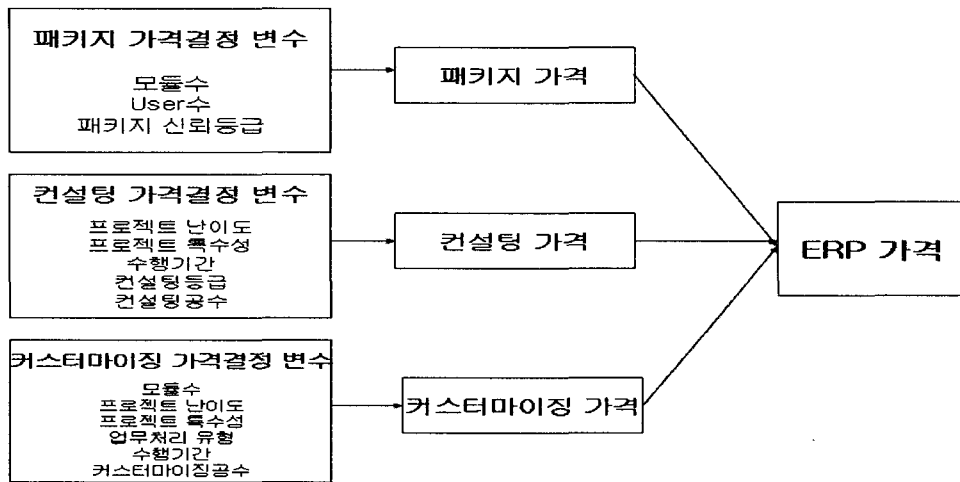 패키지 가격결정 변수
모듈수
User수
패키지 신뢰등급
패키지 가격
컨설팅 가격결정 변수
프로젝트 난이도
프로젝트 특수성
수행기간
컨설팅등급
컨설팅공수
컨설팅 가격
ERP 가격
커스터마이징 가격결정 변수
모듈수
프로젝트 난이도
프로젝트 특수성
업무처리 유형
수행기간
커스터마이징공수
커스터마이징 가격